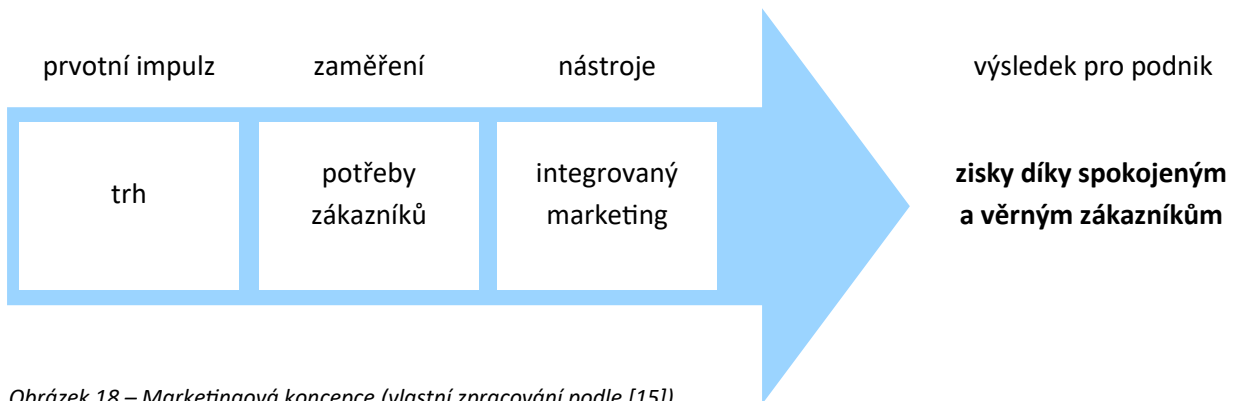 prvotní impulz
zaměření
nástroje
výsledek pro podnik
trh
potřeby
zákazníků
integrovaný
marketing
zisky díky spokojeným
a věrným zákazníkům
Obrázek 18 – Marketingová koncepce (vlastní zpracování podle [15])